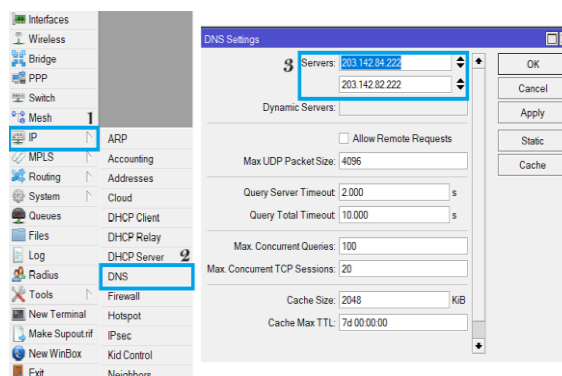 Interfaces
Wireless
Bridge
PPP
Switch
Mesh
1
IP
MPLS
Routing
System
Queues
Files
Log
Radius
Tools
New Terminal
Make Supout.rif
New WinBox
Exit
ARP
Accounting
Addresses
Cloud
DHCP Client
DHCP Relay
DHCP Server
2
DNS
Firewall
Hotspot
IPsec
Kid Control
Neighbors
DNS Settings
3
Servers: 203.142.84.222
203.142.82.222
Dynamic Servers:
Allow Remote Requests
Max UDP Packet Size: 4096
Query Server Timeout: 2.000 s
Query Total Timeout: 10.000 s
Max. Concurrent Queries: 100
Max. Concurrent TCP Sessions: 20
Cache Size: 2048 KiB
Cache Max TTL: 7d 00:00:00
OK
Cancel
Apply
Static
Cache